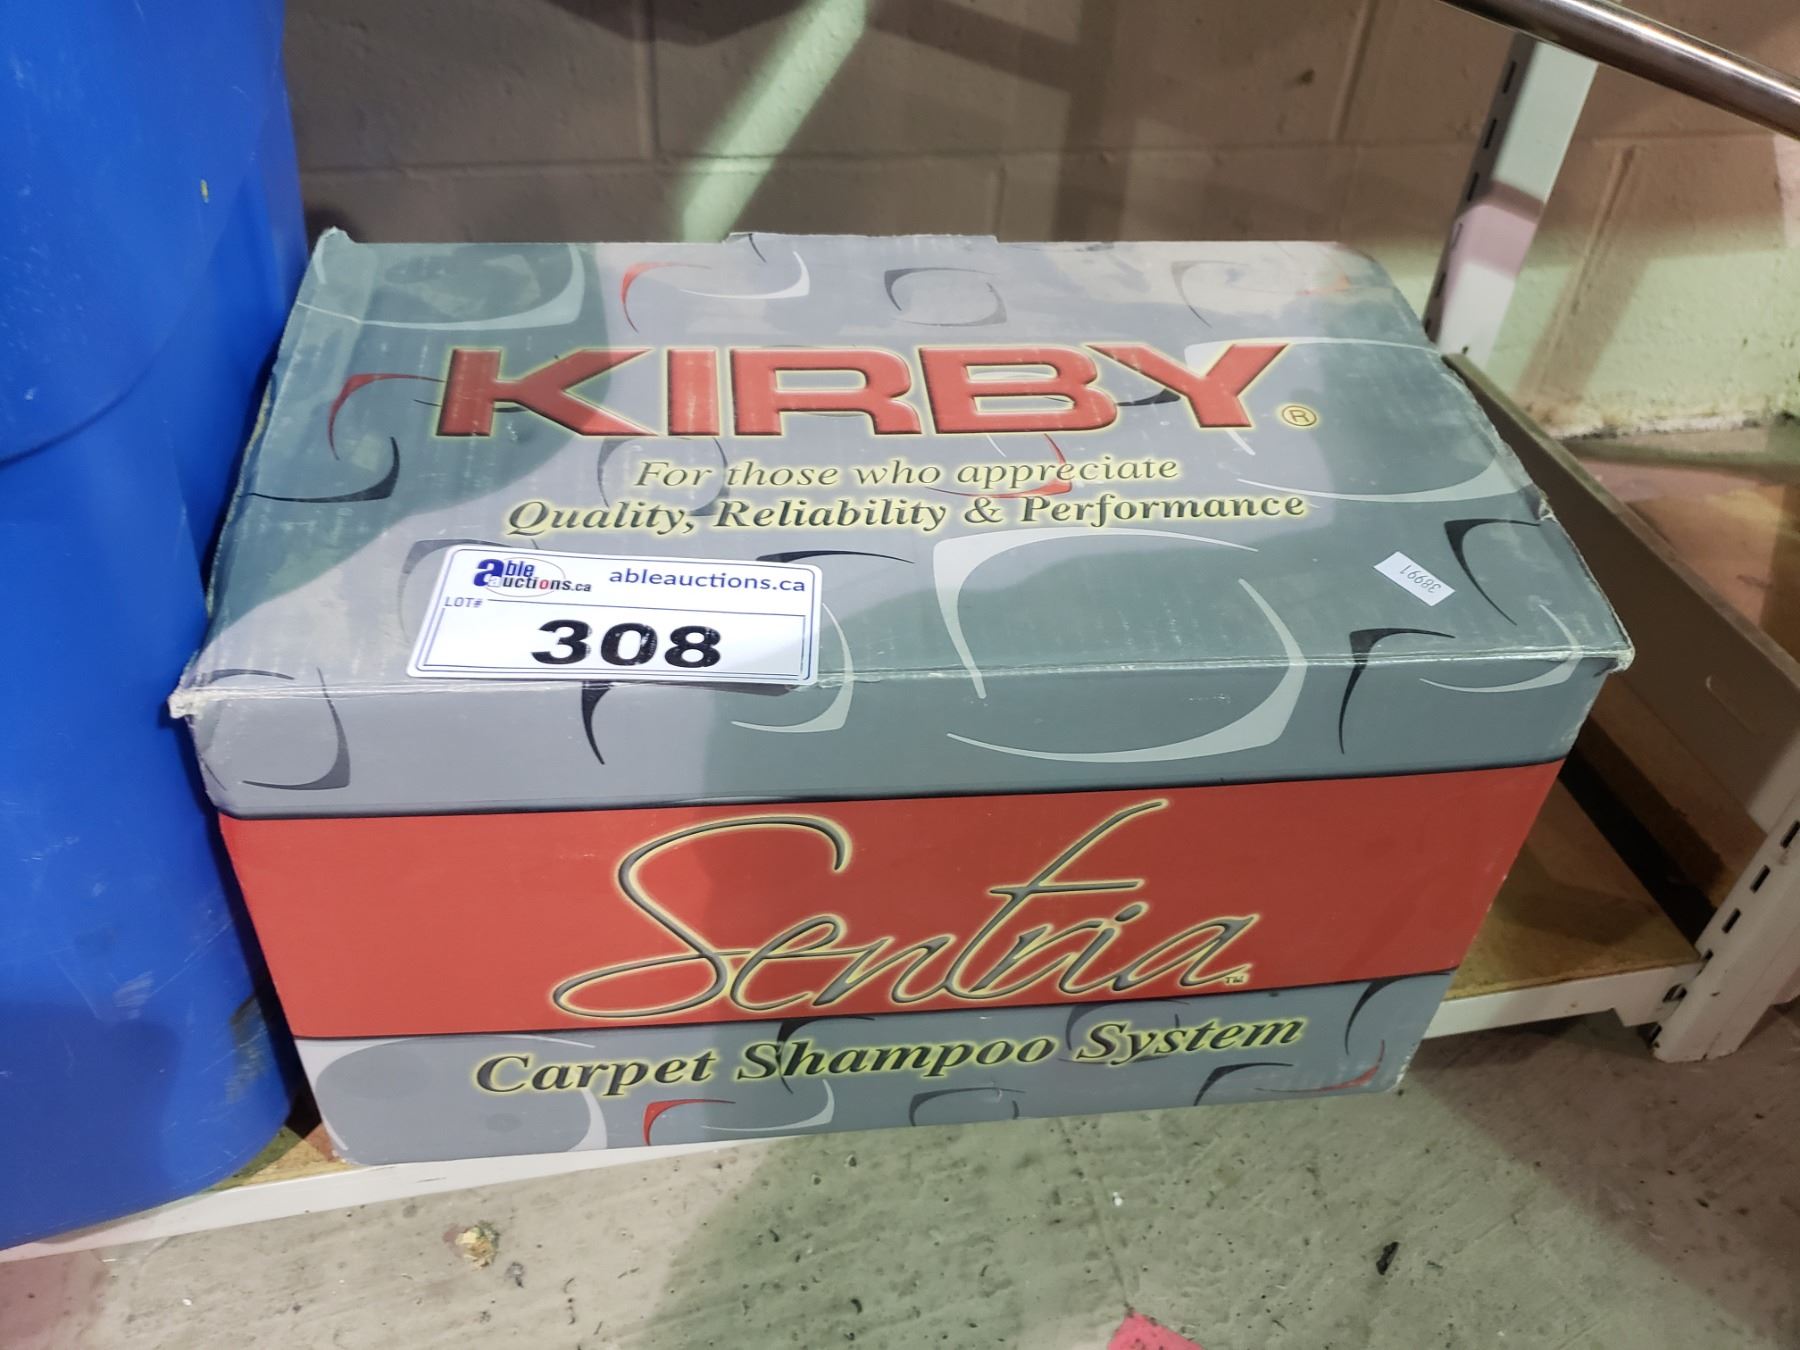 KIRBY®
For those who appreciate
Quality, Reliability & Performance
able auctions.ca ableauctions.ca
LOT#
308
38991
Sentria™
Carpet Shampoo System